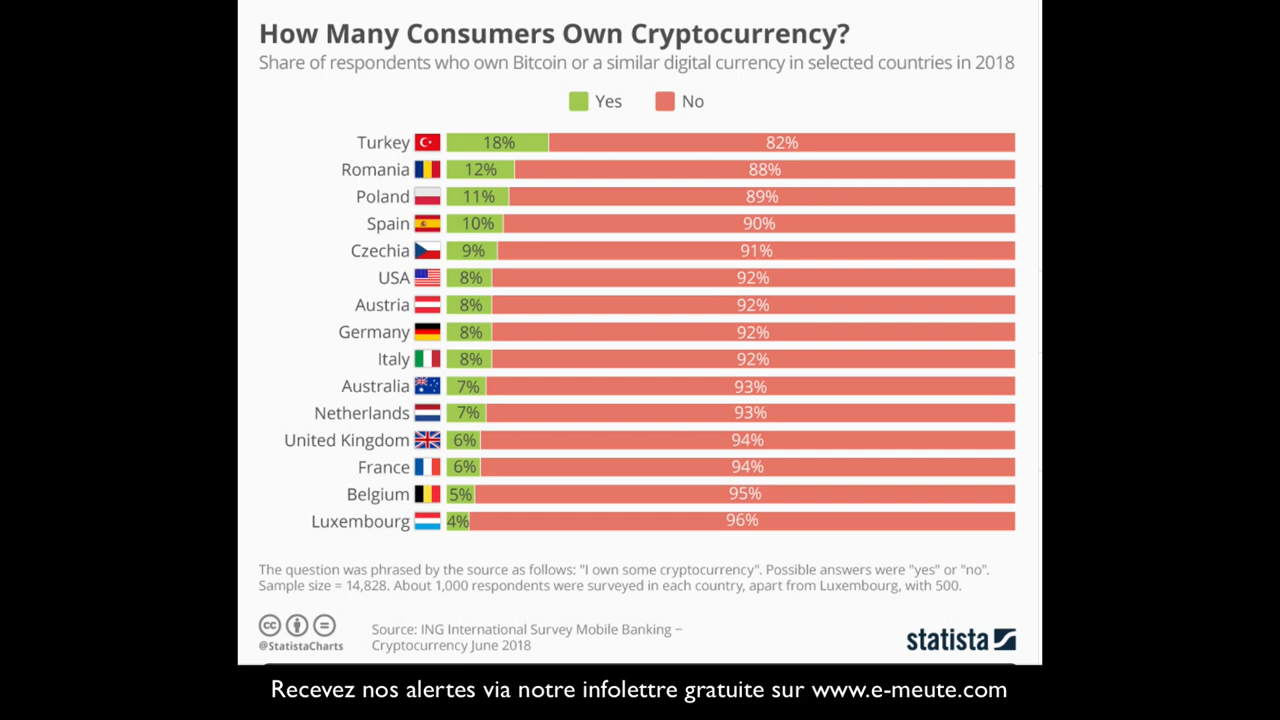 How Many Consumers Own Cryptocurrency?
Share of respondents who own Bitcoin or a similar digital currency in selected countries in 2018
Yes No
Turkey 18% 82%
Romania 12% 88%
Poland 11% 89%
Spain 10% 90%
Czechia 9% 91%
USA 8% 92%
Austria 8% 92%
Germany 8% 92%
Italy 8% 92%
Australia 7% 93%
Netherlands 7% 93%
United Kingdom 6% 94%
France 6% 94%
Belgium 5% 95%
Luxembourg 4% 96%
The question was phrased by the source as follows: "I own some cryptocurrency". Possible answers were "yes" or "no".
Sample size = 14,828. About 1,000 respondents were surveyed in each country, apart from Luxembourg, with 500.
cc
@StatistaCharts
Source: ING International Survey Mobile Banking –
Cryptocurrency June 2018
statista
Recevez nos alertes via notre infolettre gratuite sur www.e-meute.com